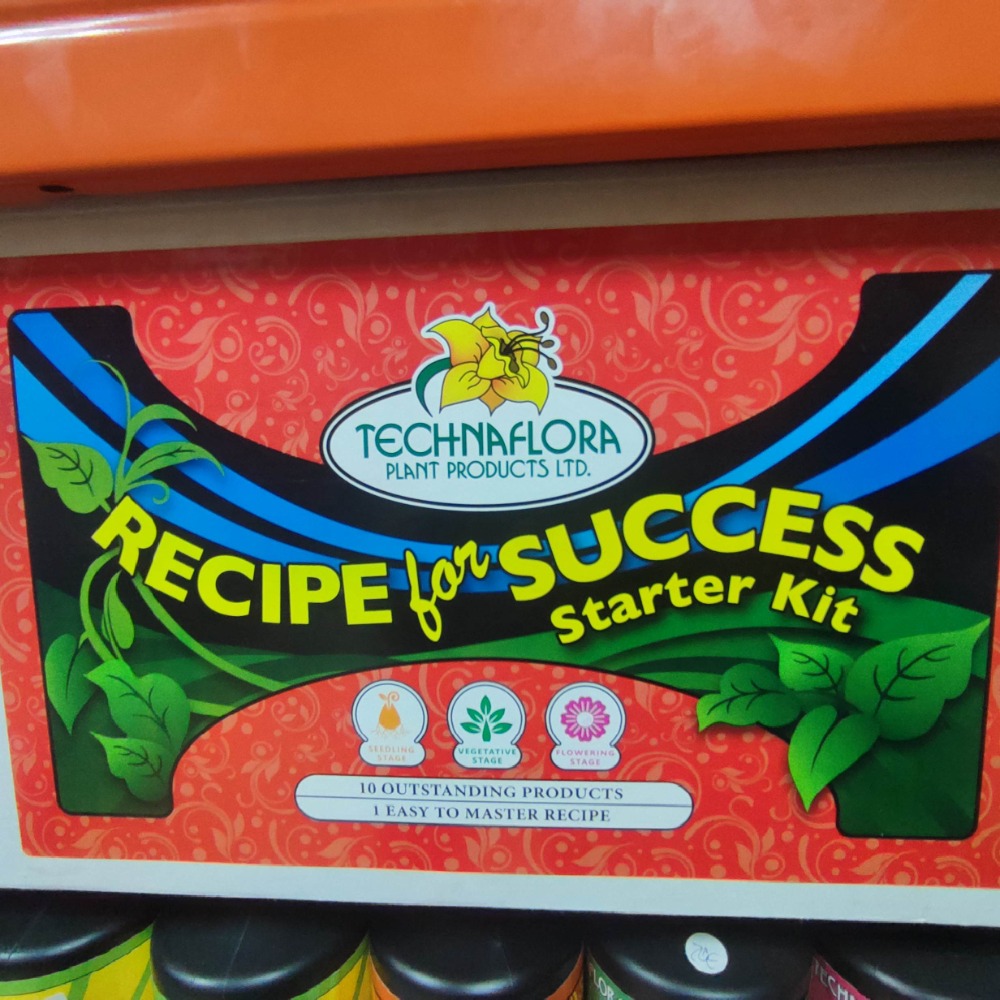 TECHNAFLORA
PLANT PRODUCTS LTD.
RECIPE for SUCCESS
Starter Kit
SEEDLING
STAGE
VEGETATIVE
STAGE
FLOWERING
STAGE
10 OUTSTANDING PRODUCTS
1 EASY TO MASTER RECIPE